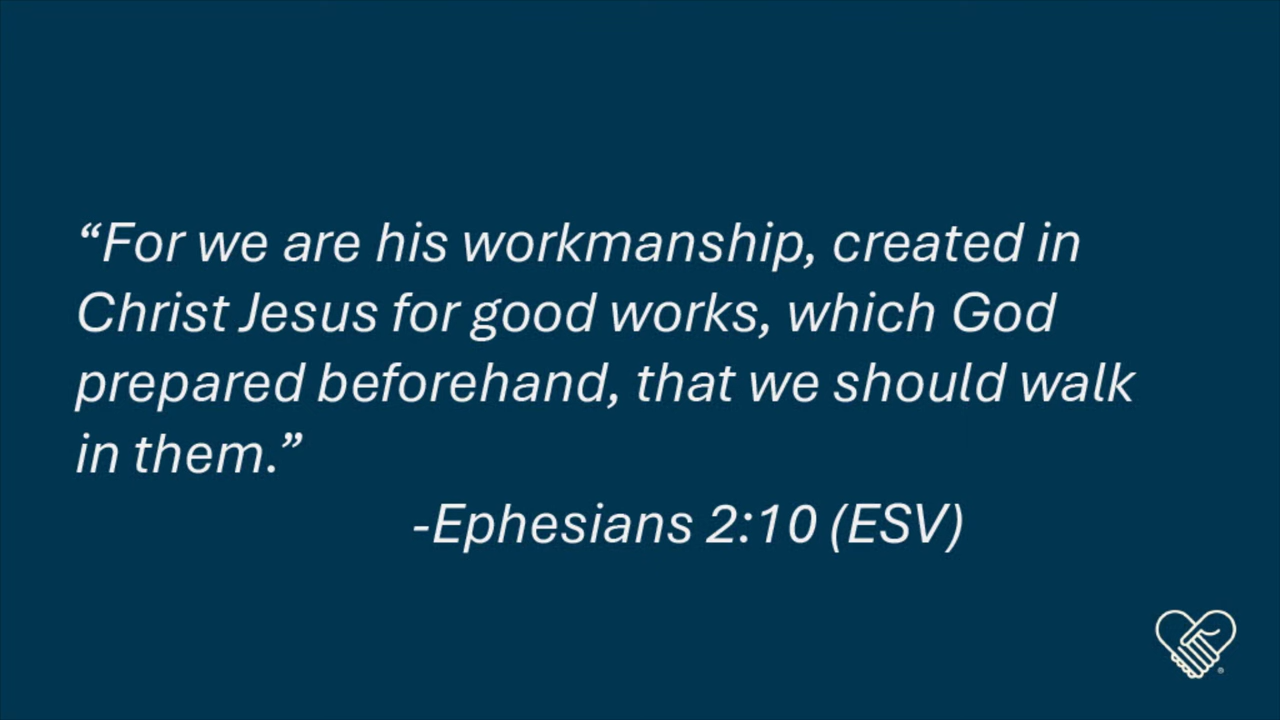 “For we are his workmanship, created in
Christ Jesus for good works, which God
prepared beforehand, that we should walk
in them.”
-Ephesians 2:10 (ESV)
®